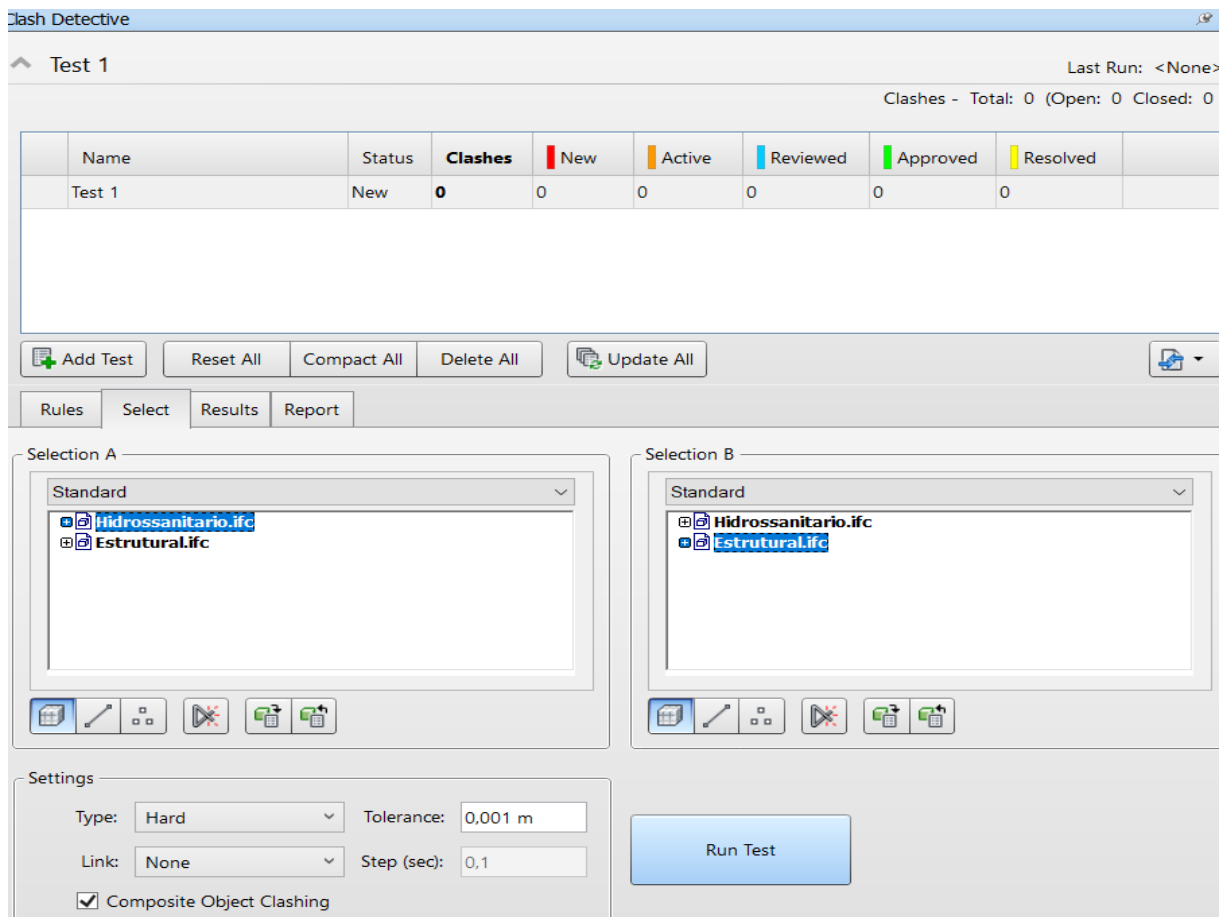 Clash Detective
Test 1
Last Run: <None>
Clashes - Total: 0 (Open: 0 Closed: 0
Name Status Clashes New Active Reviewed Approved Resolved
Test 1 New 0 0 0 0 0 0
Add Test Reset All Compact All Delete All Update All
Rules Select Results Report
Selection A Selection B
Standard Standard
Hidrossanitario.ifc Hidrossanitario.ifc
Estrutural.ifc Estrutural.ifc
Settings
Type: Hard Tolerance: 0,001 m
Run Test
Link: None Step (sec): 0,1
Composite Object Clashing